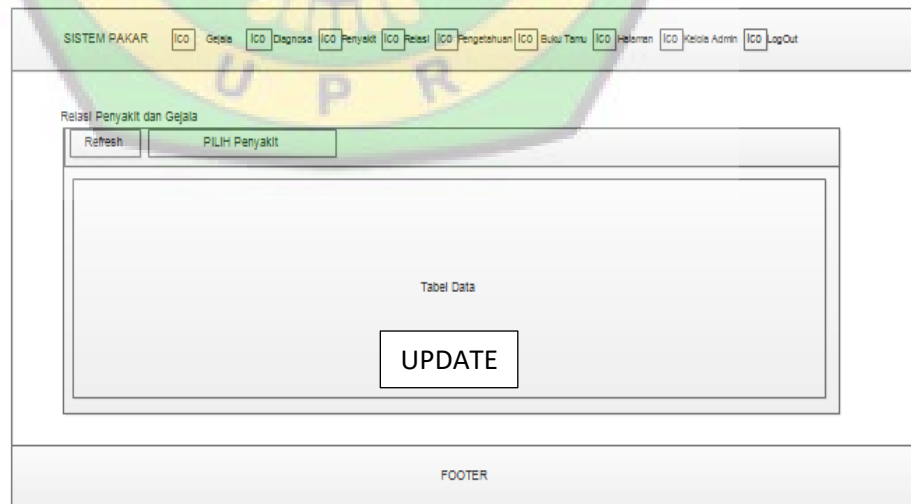 SISTEM PAKAR ICO Gejala ICO Diagnosa ICO Penyakit ICO Relasi ICO Pengetahuan ICO Buku Tamu ICO Halaman ICO Kelola Admin ICO LogOut
UPR
Relasi Penyakit dan Gejala
Refresh PILIH Penyakit
Tabel Data
UPDATE
FOOTER